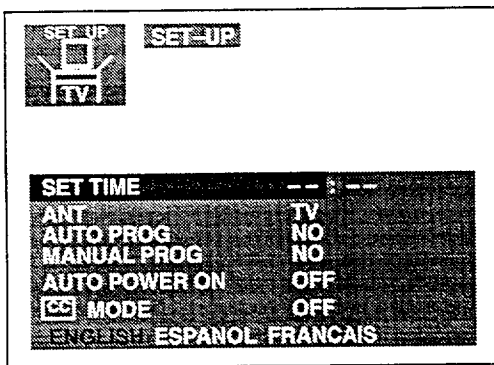 SET UP
SET-UP
TV
SET TIME -- : --
ANT TV
AUTO PROG NO
MANUAL PROG NO
AUTO POWER ON OFF
CC MODE OFF
ENGLISH ESPANOL FRANCAIS